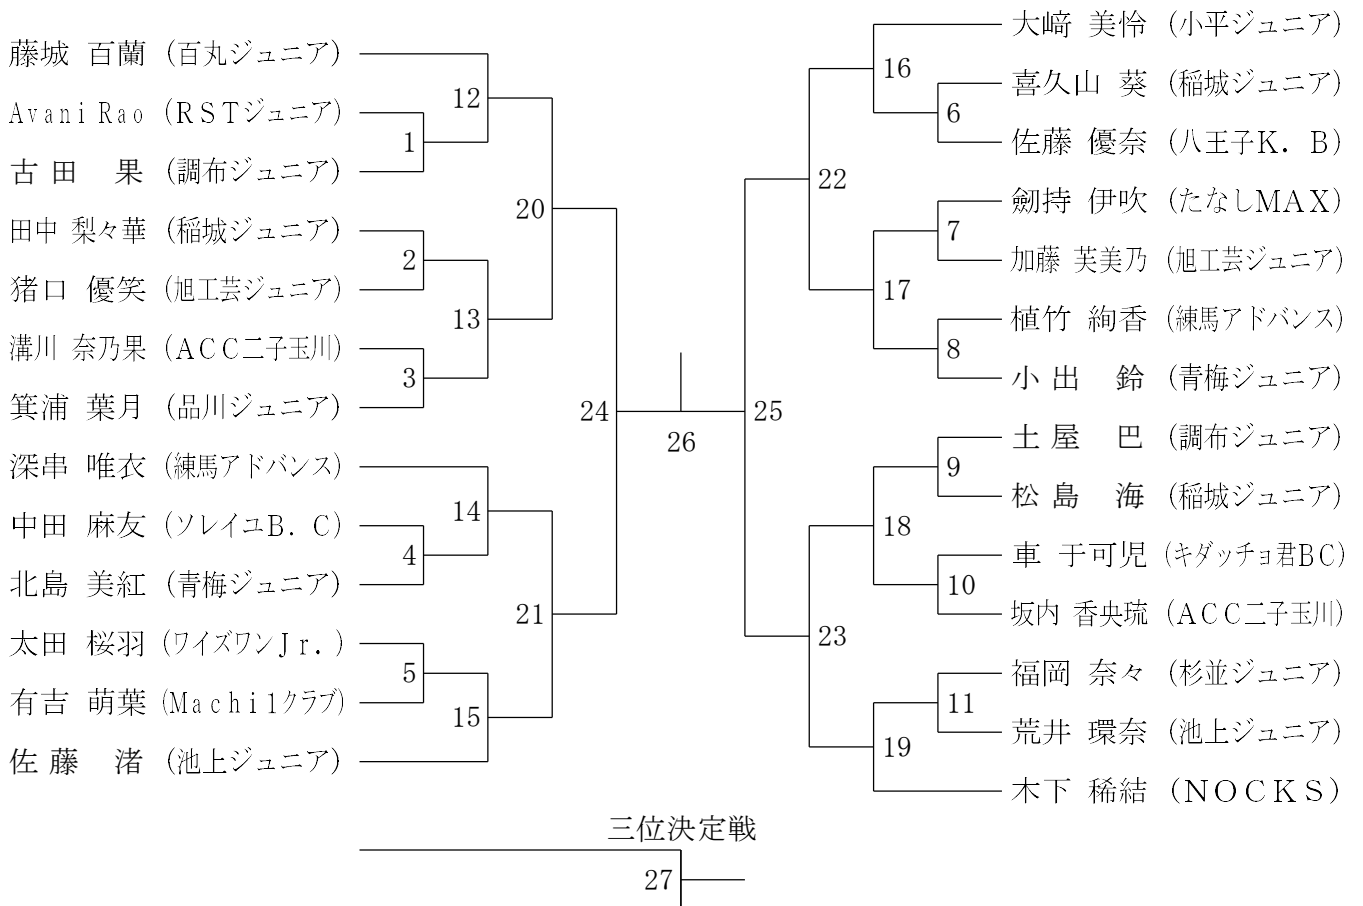 藤城 百蘭 (百丸ジュニア)
12
Avani Rao (RSTジュニア)
1
古田 果 (調布ジュニア)
20
田中 梨々華 (稲城ジュニア)
2
猪口 優笑 (旭工芸ジュニア)
13
溝川 奈乃果 (ACC二子玉川)
3
箕浦 葉月 (品川ジュニア)
24
深串 唯衣 (練馬アドバンス)
14
中田 麻友 (ソレイユB.C)
4
北島 美紅 (青梅ジュニア)
21
太田 桜羽 (ワイズワンJr.)
5
有吉 萌葉 (Machi1クラブ)
15
佐藤 渚 (池上ジュニア)
26
大﨑 美怜 (小平ジュニア)
16
喜久山 葵 (稲城ジュニア)
6
佐藤 優奈 (八王子K.B)
22
劒持 伊吹 (たなしMAX)
7
加藤 芙美乃 (旭工芸ジュニア)
17
植竹 絢香 (練馬アドバンス)
8
小出 鈴 (青梅ジュニア)
25
土屋 巴 (調布ジュニア)
9
松島 海 (稲城ジュニア)
18
車 于可児 (キダッチョ君BC)
10
坂内 香央琉 (ACC二子玉川)
23
福岡 奈々 (杉並ジュニア)
11
荒井 環奈 (池上ジュニア)
19
木下 稀結 (NOCKS)
三位決定戦
27